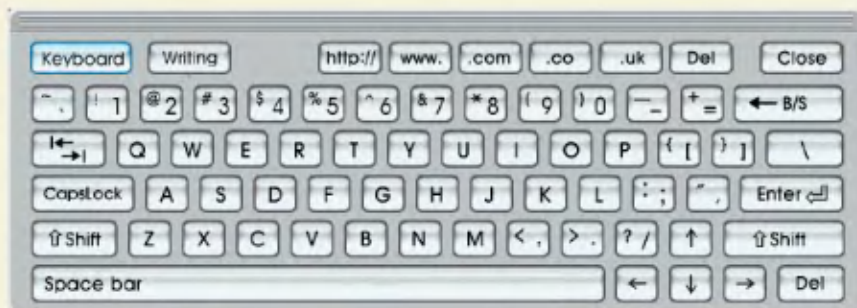 Keyboard Writing http:// www. .com .co .uk Del Close
~ . ! 1 @ 2 # 3 $ 4 % 5 ^ 6 & 7 * 8 ( 9 ) 0 — - + = ← B/S
Q W E R T Y U I O P { [ } ] \
CapsLock A S D F G H J K L : ; " , Enter
⇧ Shift Z X C V B N M < , > . ? / ↑ ⇧ Shift
Space bar ← ↓ → Del